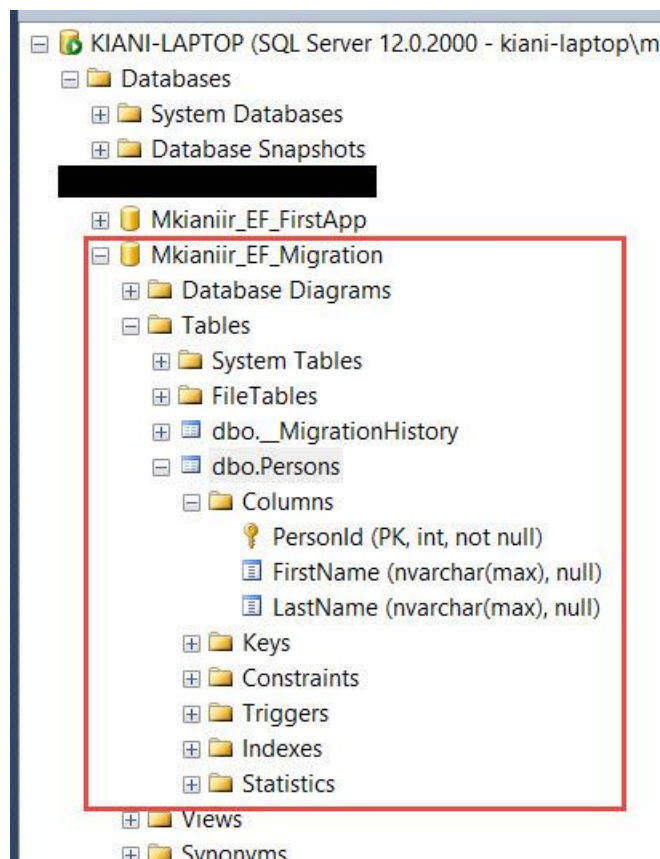 KIANI-LAPTOP (SQL Server 12.0.2000 - kiani-laptop\m
Databases
System Databases
Database Snapshots
Mkianiir_EF_FirstApp
Mkianiir_EF_Migration
Database Diagrams
Tables
System Tables
FileTables
dbo.__MigrationHistory
dbo.Persons
Columns
PersonId (PK, int, not null)
FirstName (nvarchar(max), null)
LastName (nvarchar(max), null)
Keys
Constraints
Triggers
Indexes
Statistics
Views
Synonyms